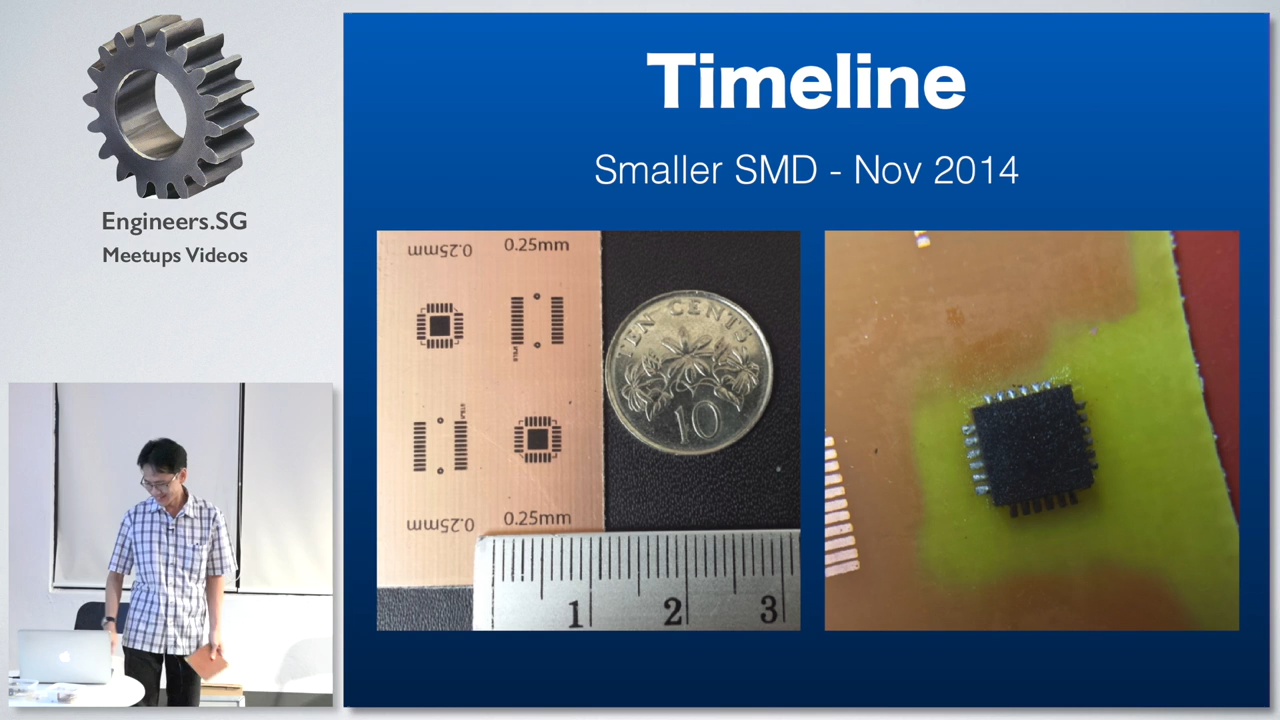 Engineers.SG
Meetups Videos
Timeline
Smaller SMD - Nov 2014
0.25mm
0.25mm
TEN CENTS
10
0.25mm
0.25mm
1
2
3